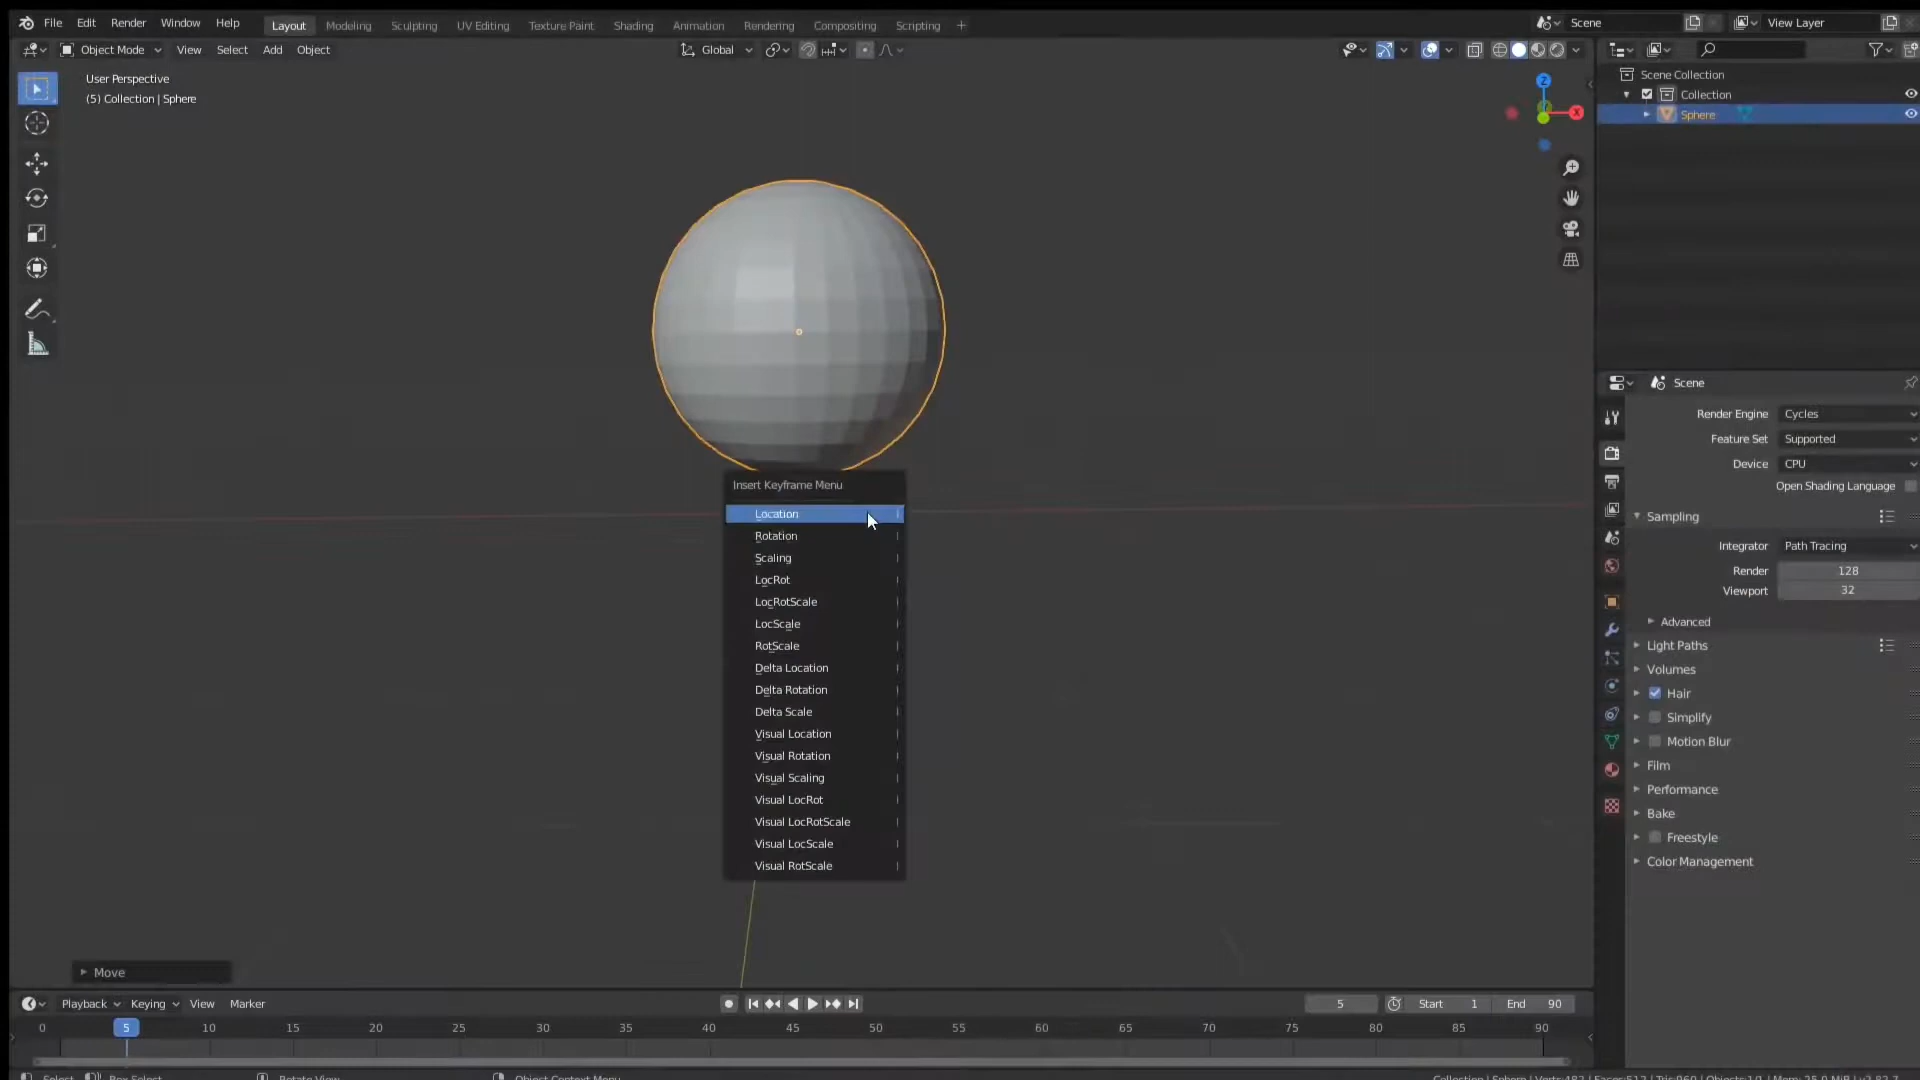 File Edit Render Window Help Layout Modeling Sculpting UV Editing Texture Paint Shading Animation Rendering Compositing Scripting + Scene View Layer
Object Mode View Select Add Object Global
User Perspective
(5) Collection | Sphere
Z
X
Scene Collection
Collection
Sphere
Insert Keyframe Menu
Location
Rotation
Scaling
LocRot
LocRotScale
LocScale
RotScale
Delta Location
Delta Rotation
Delta Scale
Visual Location
Visual Rotation
Visual Scaling
Visual LocRot
Visual LocRotScale
Visual LocScale
Visual RotScale
Scene
Render Engine Cycles
Feature Set Supported
Device CPU
Open Shading Language
Sampling
Integrator Path Tracing
Render 128
Viewport 32
Advanced
Light Paths
Volumes
Hair
Simplify
Motion Blur
Film
Performance
Bake
Freestyle
Color Management
Move
Playback Keying View Marker 5 Start 1 End 90
0 5 10 15 20 25 30 35 40 45 50 55 60 65 70 75 80 85 90
Select Box Select Rotate View Object Context Menu